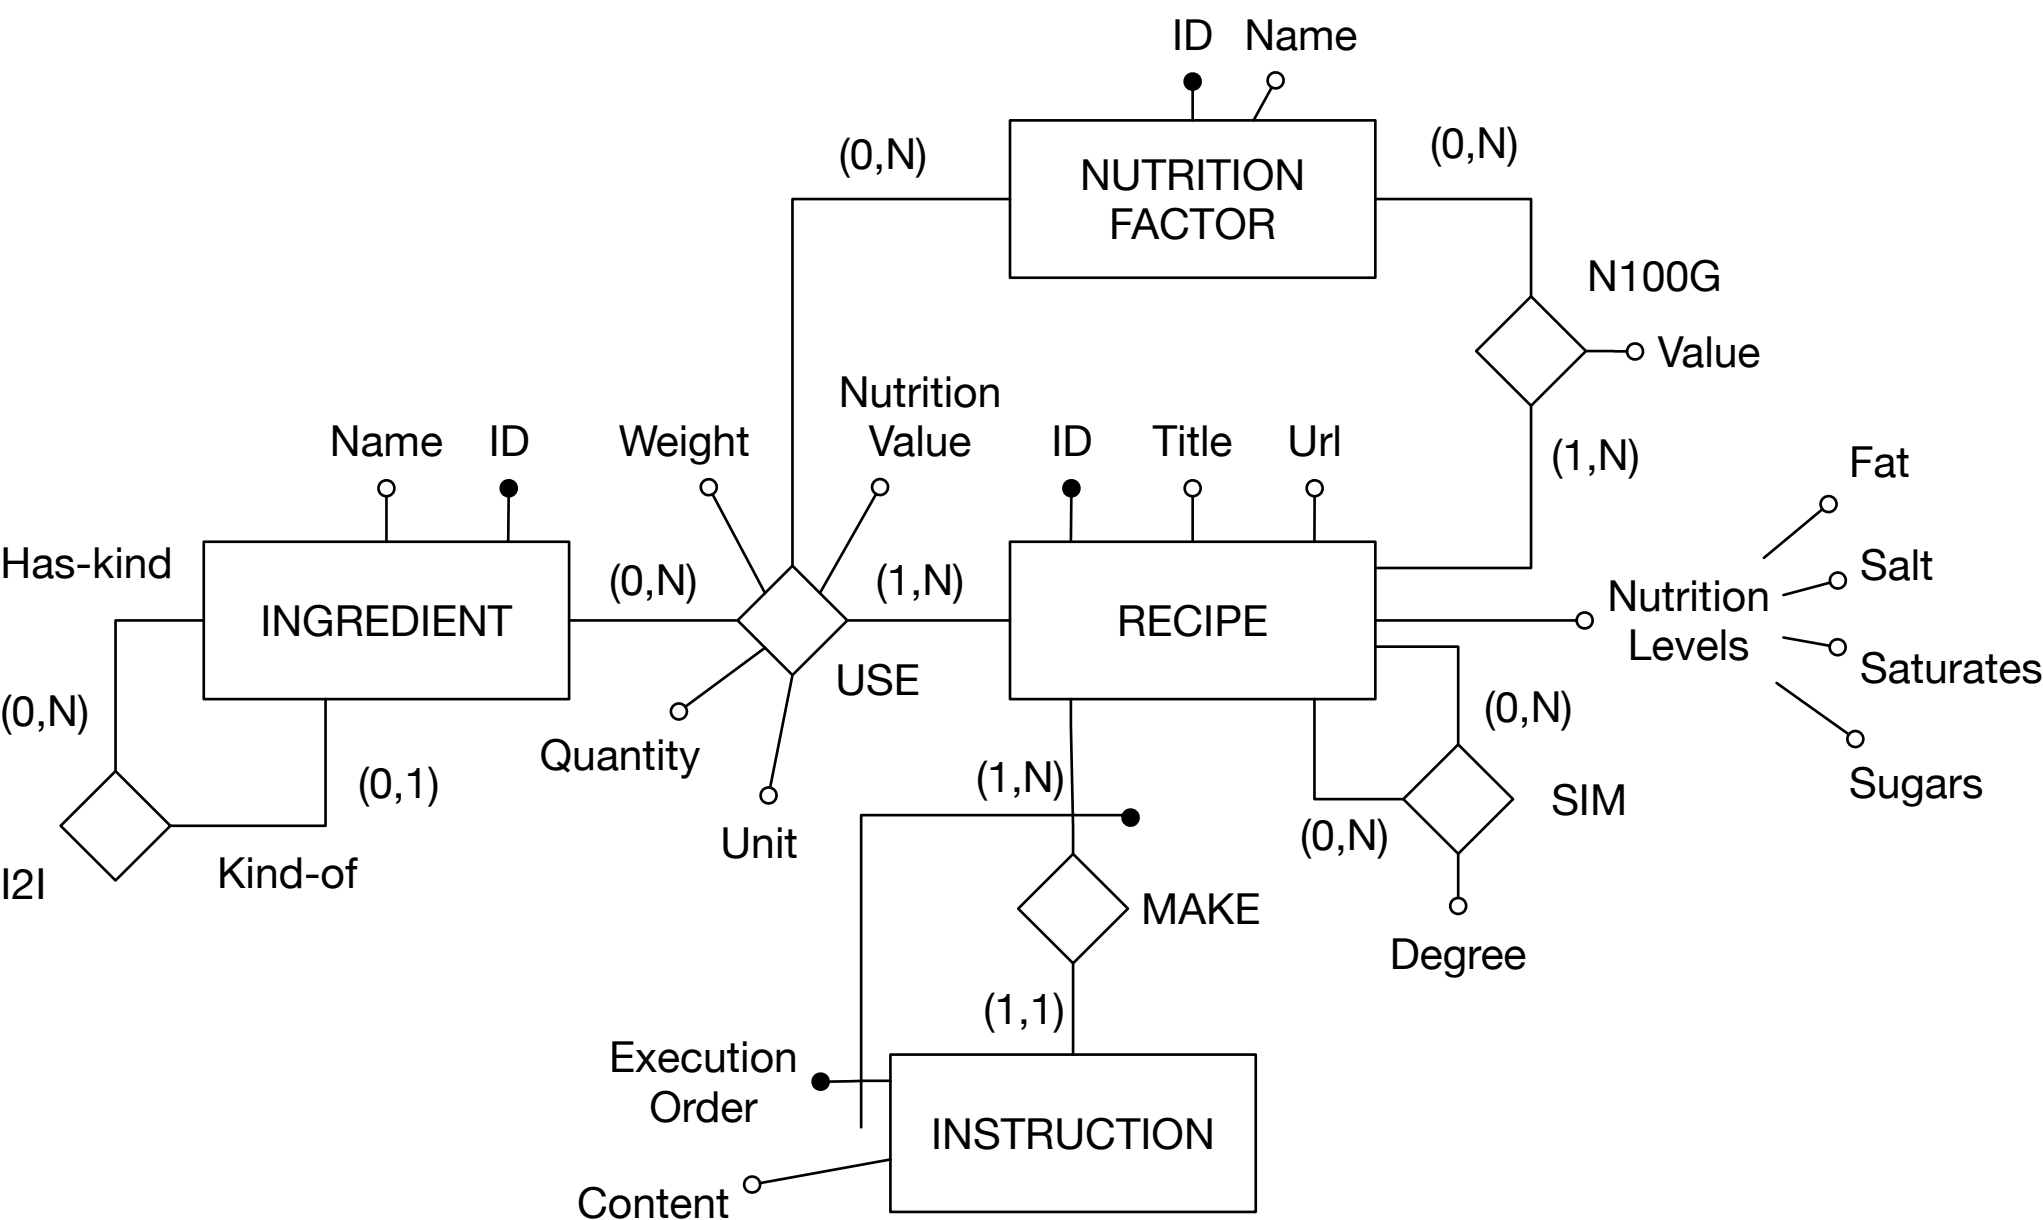 ID Name
(0,N) (0,N)
NUTRITION
FACTOR
N100G
Value
Nutrition
Value
Name ID Weight
ID Title Url
(1,N)
Fat
Has-kind
(0,N) (1,N)
Salt
INGREDIENT
RECIPE
Nutrition
Levels
USE
Saturates
(0,N)
(0,N)
Quantity
(1,N)
(0,1)
Sugars
SIM
Unit
(0,N)
I2I
Kind-of
MAKE
Degree
(1,1)
Execution
Order
INSTRUCTION
Content